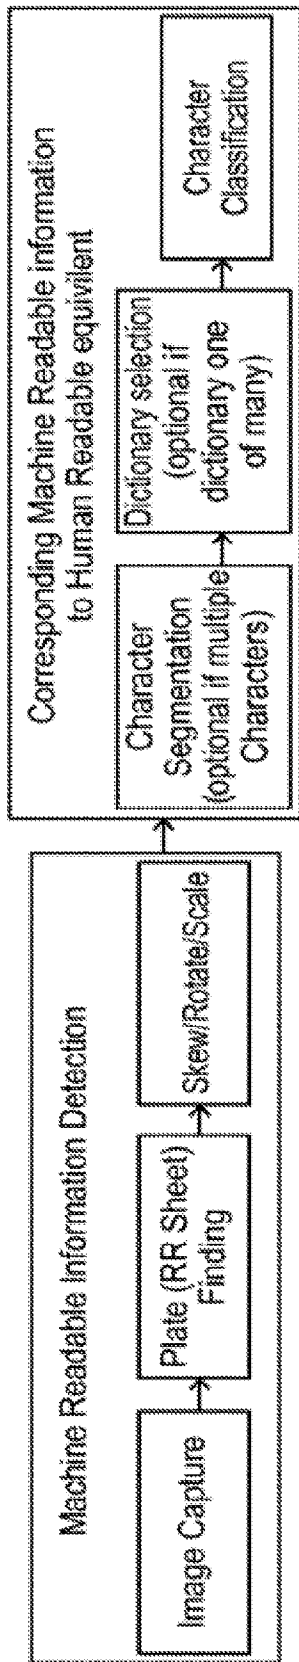 Machine Readable Information Detection
Image Capture
Plate (RR Sheet)
Finding
Skew/Rotate/Scale
Corresponding Machine Readable information
to Human Readable equivilent
Character
Segmentation
(optional if multiple
Characters)
Dictionary selection
(optional if
dictionary one
of many)
Character
Classification